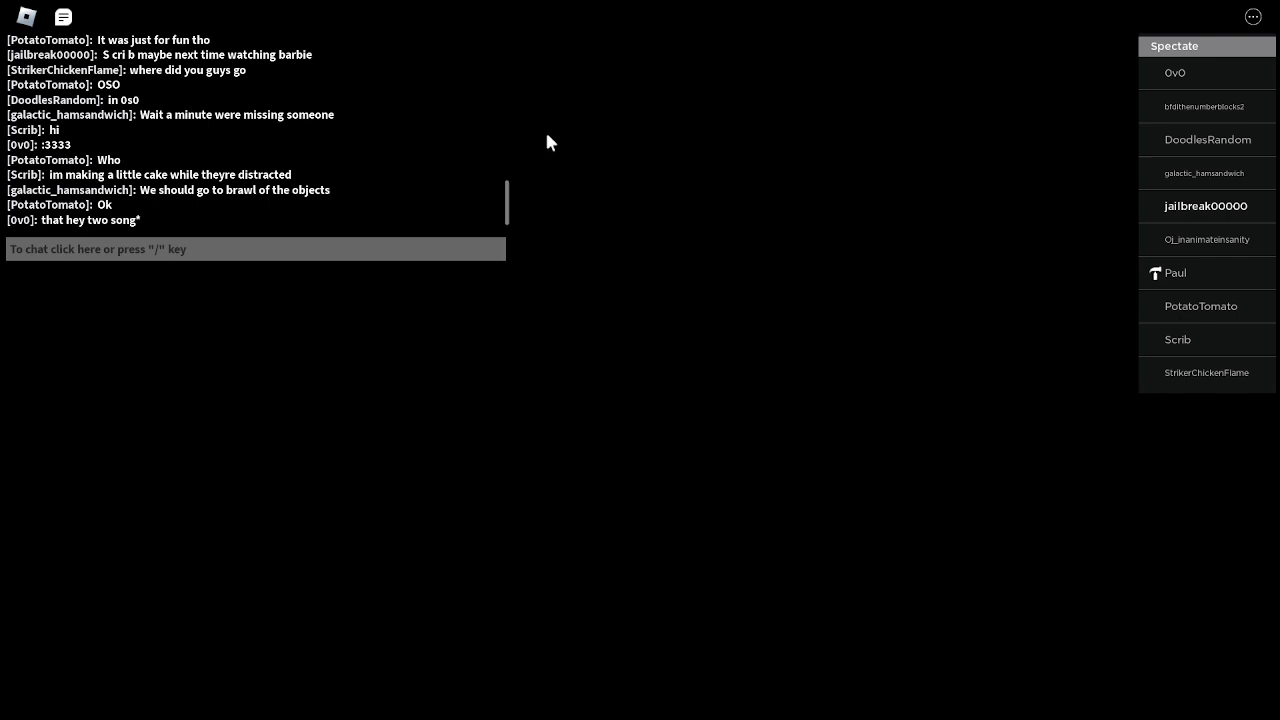 [PotatoTomato]: It was just for fun tho
[jailbreak00000]: S cri b maybe next time watching barbie
[StrikerChickenFlame]: where did you guys go
[PotatoTomato]: OSO
[DoodlesRandom]: in 0s0
[galactic_hamsandwich]: Wait a minute were missing someone
[Scrib]: hi
[0v0]: :3333
[PotatoTomato]: Who
[Scrib]: im making a little cake while theyre distracted
[galactic_hamsandwich]: We should go to brawl of the objects
[PotatoTomato]: Ok
[0v0]: that hey two song*
To chat click here or press "/" key
Spectate
0v0
bfdithenumberblocks2
DoodlesRandom
galactic_hamsandwich
jailbreak00000
Oj_inanimateinsanity
Paul
PotatoTomato
Scrib
StrikerChickenFlame